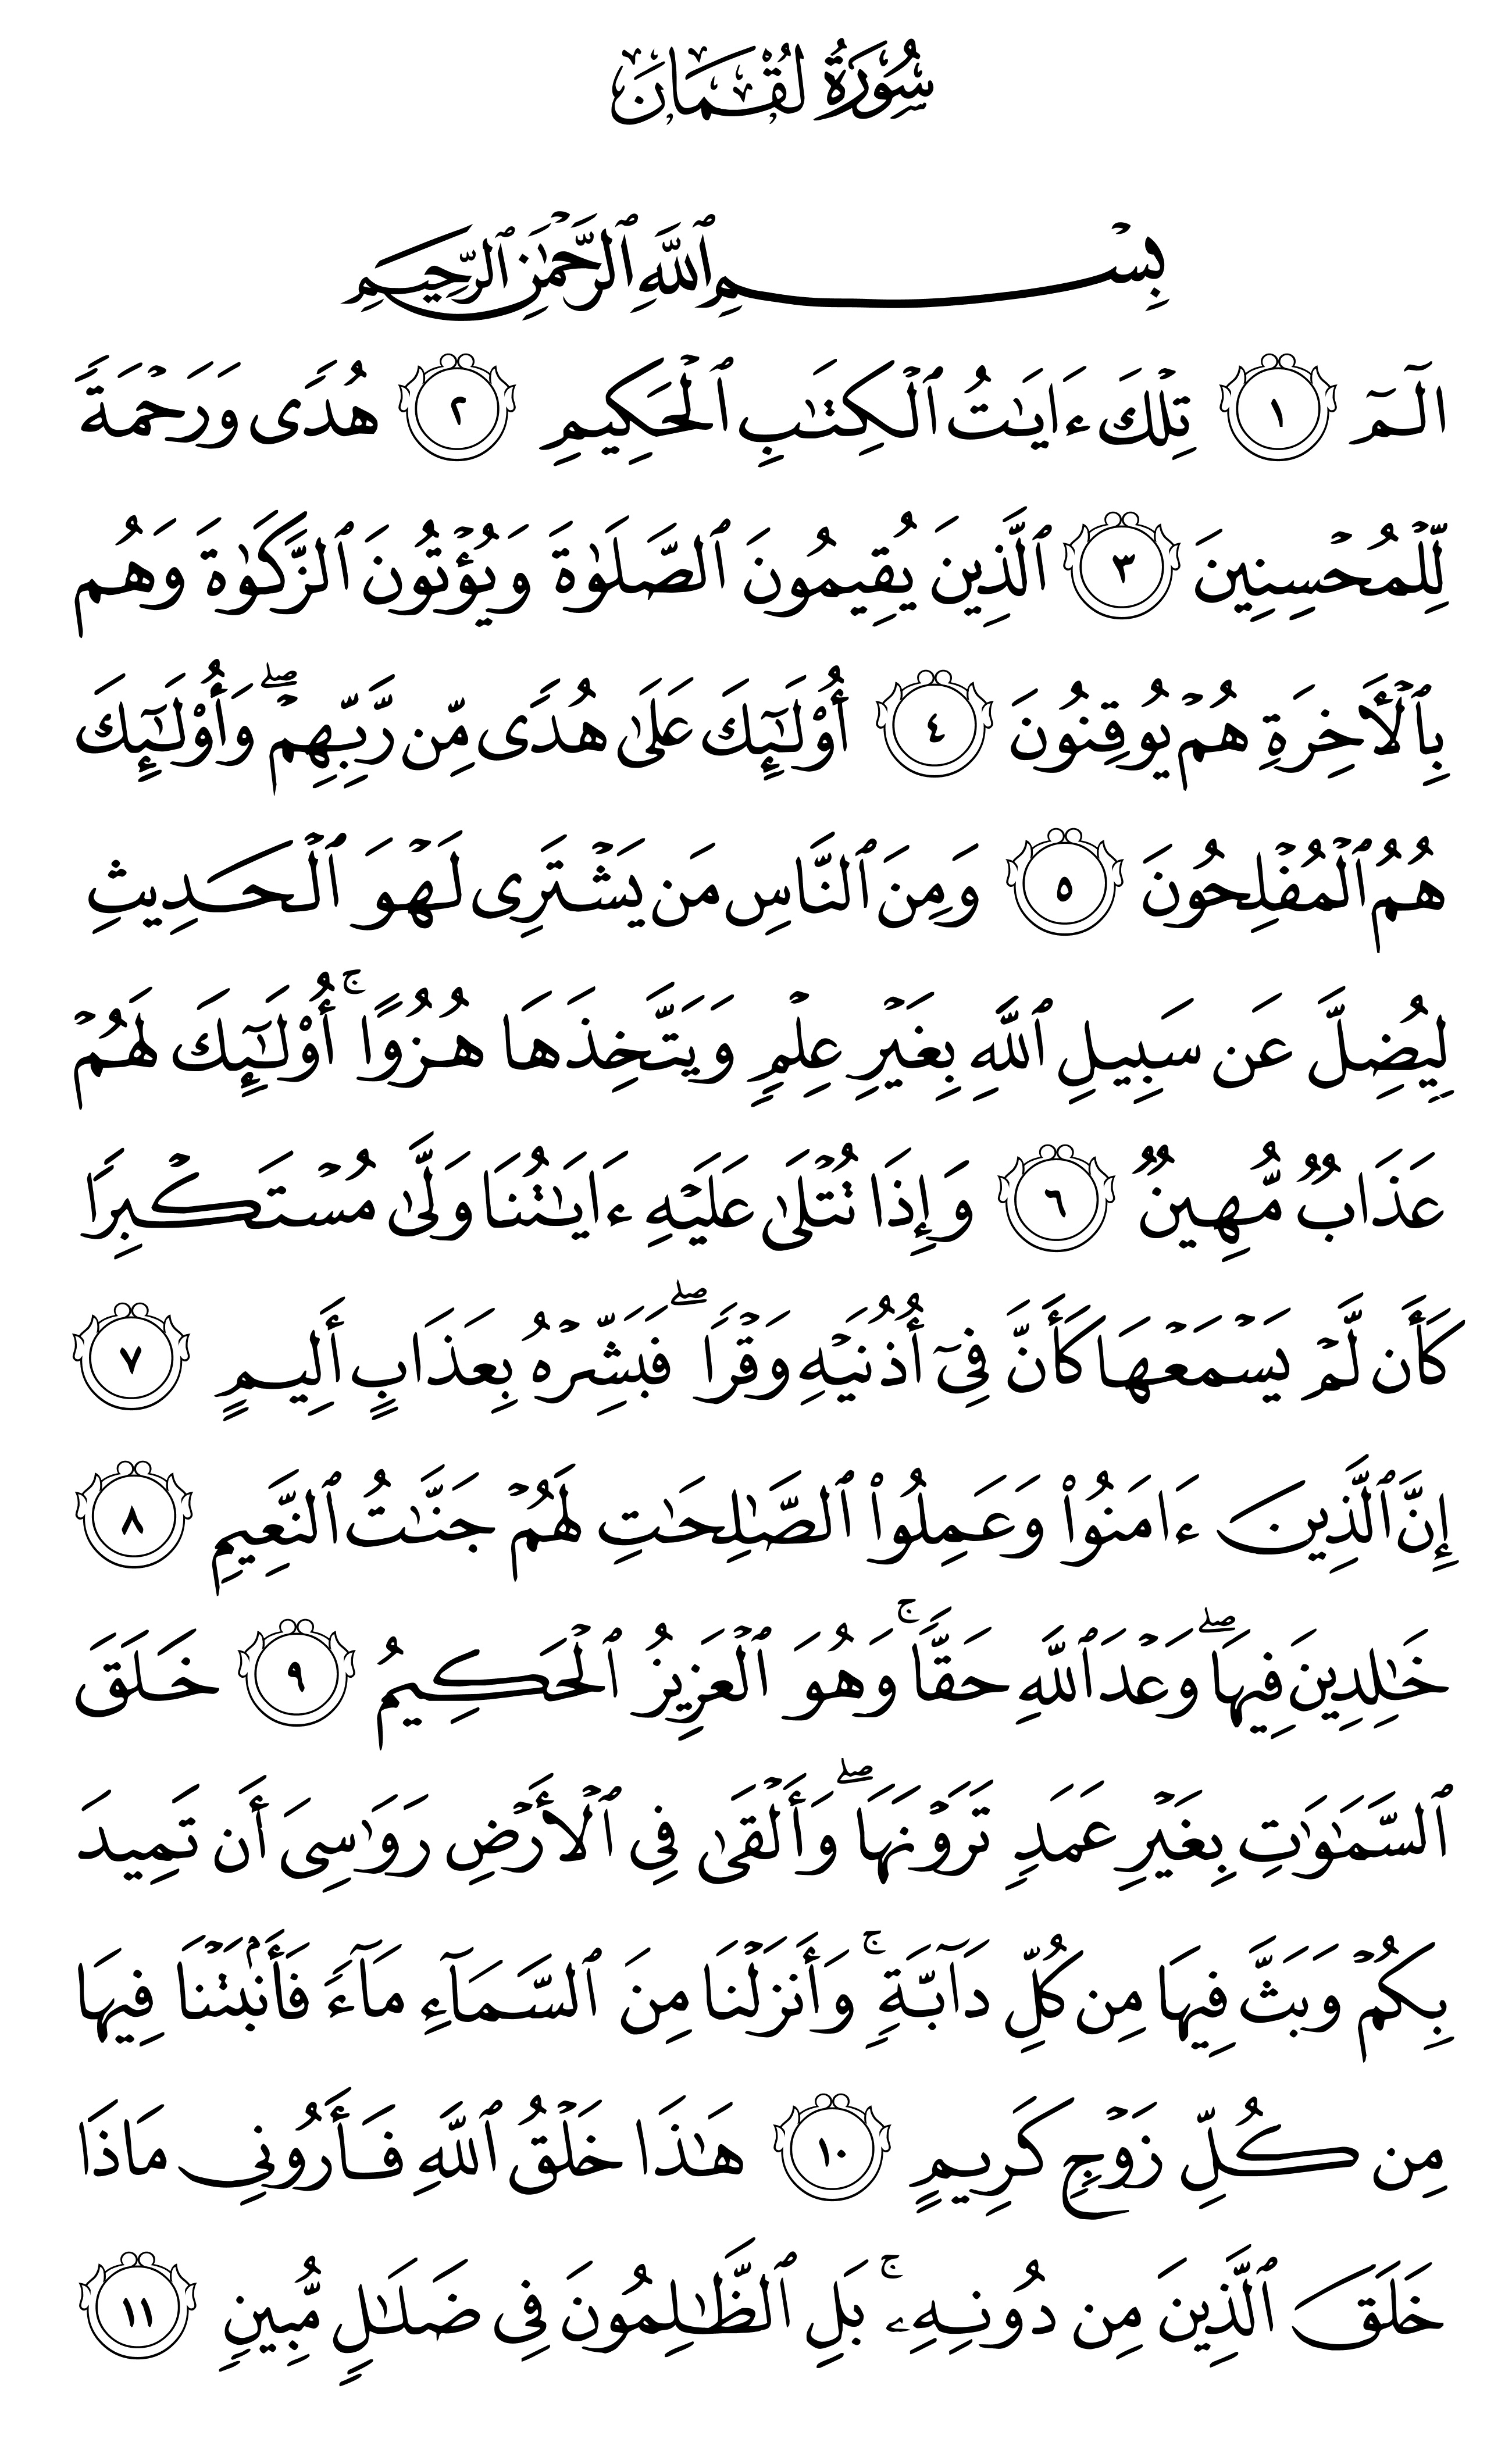 سُورَةُ لُقْمَانَ
بِسْمِ ٱللَّهِ ٱلرَّحْمَٰنِ ٱلرَّحِيمِ
الٓمٓ ١ تِلْكَ ءَايَٰتُ ٱلْكِتَٰبِ ٱلْحَكِيمِ ٢ هُدًى وَرَحْمَةً
لِّلْمُحْسِنِينَ ٣ ٱلَّذِينَ يُقِيمُونَ ٱلصَّلَوٰةَ وَيُؤْتُونَ ٱلزَّكَوٰةَ وَهُم
بِٱلْأَخِرَةِ هُمْ يُوقِنُونَ ٤ أُو۟لَٰٓئِكَ عَلَىٰ هُدًى مِّن رَّبِّهِمْ ۖ وَأُو۟لَٰٓئِكَ
هُمُ ٱلْمُفْلِحُونَ ٥ وَمِنَ ٱلنَّاسِ مَن يَشْتَرِى لَهْوَ ٱلْحَدِيثِ
لِيُضِلَّ عَن سَبِيلِ ٱللَّهِ بِغَيْرِ عِلْمٍ وَيَتَّخِذَهَا هُزُوًا ۚ أُو۟لَٰٓئِكَ لَهُمْ
عَذَابٌ مُّهِينٌ ٦ وَإِذَا تُتْلَىٰ عَلَيْهِ ءَايَٰتُنَا وَلَّىٰ مُسْتَكْبِرًا
كَأَن لَّمْ يَسْمَعْهَا كَأَنَّ فِىٓ أُذُنَيْهِ وَقْرًا ۖ فَبَشِّرْهُ بِعَذَابٍ أَلِيمٍ ٧
إِنَّ ٱلَّذِينَ ءَامَنُوا۟ وَعَمِلُوا۟ ٱلصَّٰلِحَٰتِ لَهُمْ جَنَّٰتُ ٱلنَّعِيمِ ٨
خَٰلِدِينَ فِيهَا ۖ وَعْدَ ٱللَّهِ حَقًّا ۚ وَهُوَ ٱلْعَزِيزُ ٱلْحَكِيمُ ٩ خَلَقَ
ٱلسَّمَٰوَٰتِ بِغَيْرِ عَمَدٍ تَرَوْنَهَا ۖ وَأَلْقَىٰ فِى ٱلْأَرْضِ رَوَٰسِىَ أَن تَمِيدَ
بِكُمْ وَبَثَّ فِيهَا مِن كُلِّ دَآبَّةٍ ۚ وَأَنزَلْنَا مِنَ ٱلسَّمَآءِ مَآءً فَأَنۢبَتْنَا فِيهَا
مِن كُلِّ زَوْجٍ كَرِيمٍ ١٠ هَٰذَا خَلْقُ ٱللَّهِ فَأَرُونِى مَاذَا
خَلَقَ ٱلَّذِينَ مِن دُونِهِۦ ۚ بَلِ ٱلظَّٰلِمُونَ فِى ضَلَٰلٍ مُّبِينٍ ١١